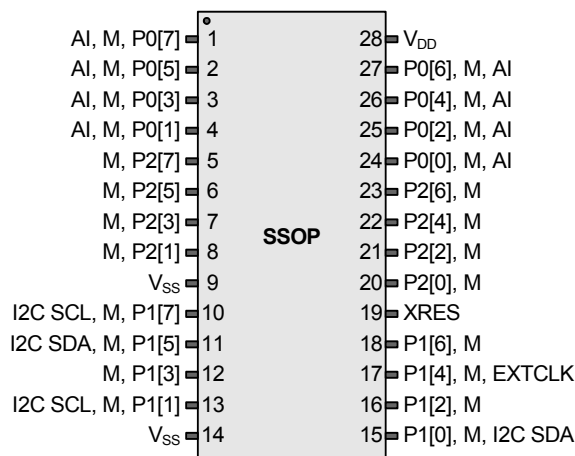 AI, M, P0[7] 1 28 VDD
AI, M, P0[5] 2 27 P0[6], M, AI
AI, M, P0[3] 3 26 P0[4], M, AI
AI, M, P0[1] 4 25 P0[2], M, AI
M, P2[7] 5 24 P0[0], M, AI
M, P2[5] 6 23 P2[6], M
M, P2[3] 7 22 P2[4], M
SSOP
M, P2[1] 8 21 P2[2], M
VSS 9 20 P2[0], M
I2C SCL, M, P1[7] 10 19 XRES
I2C SDA, M, P1[5] 11 18 P1[6], M
M, P1[3] 12 17 P1[4], M, EXTCLK
I2C SCL, M, P1[1] 13 16 P1[2], M
VSS 14 15 P1[0], M, I2C SDA